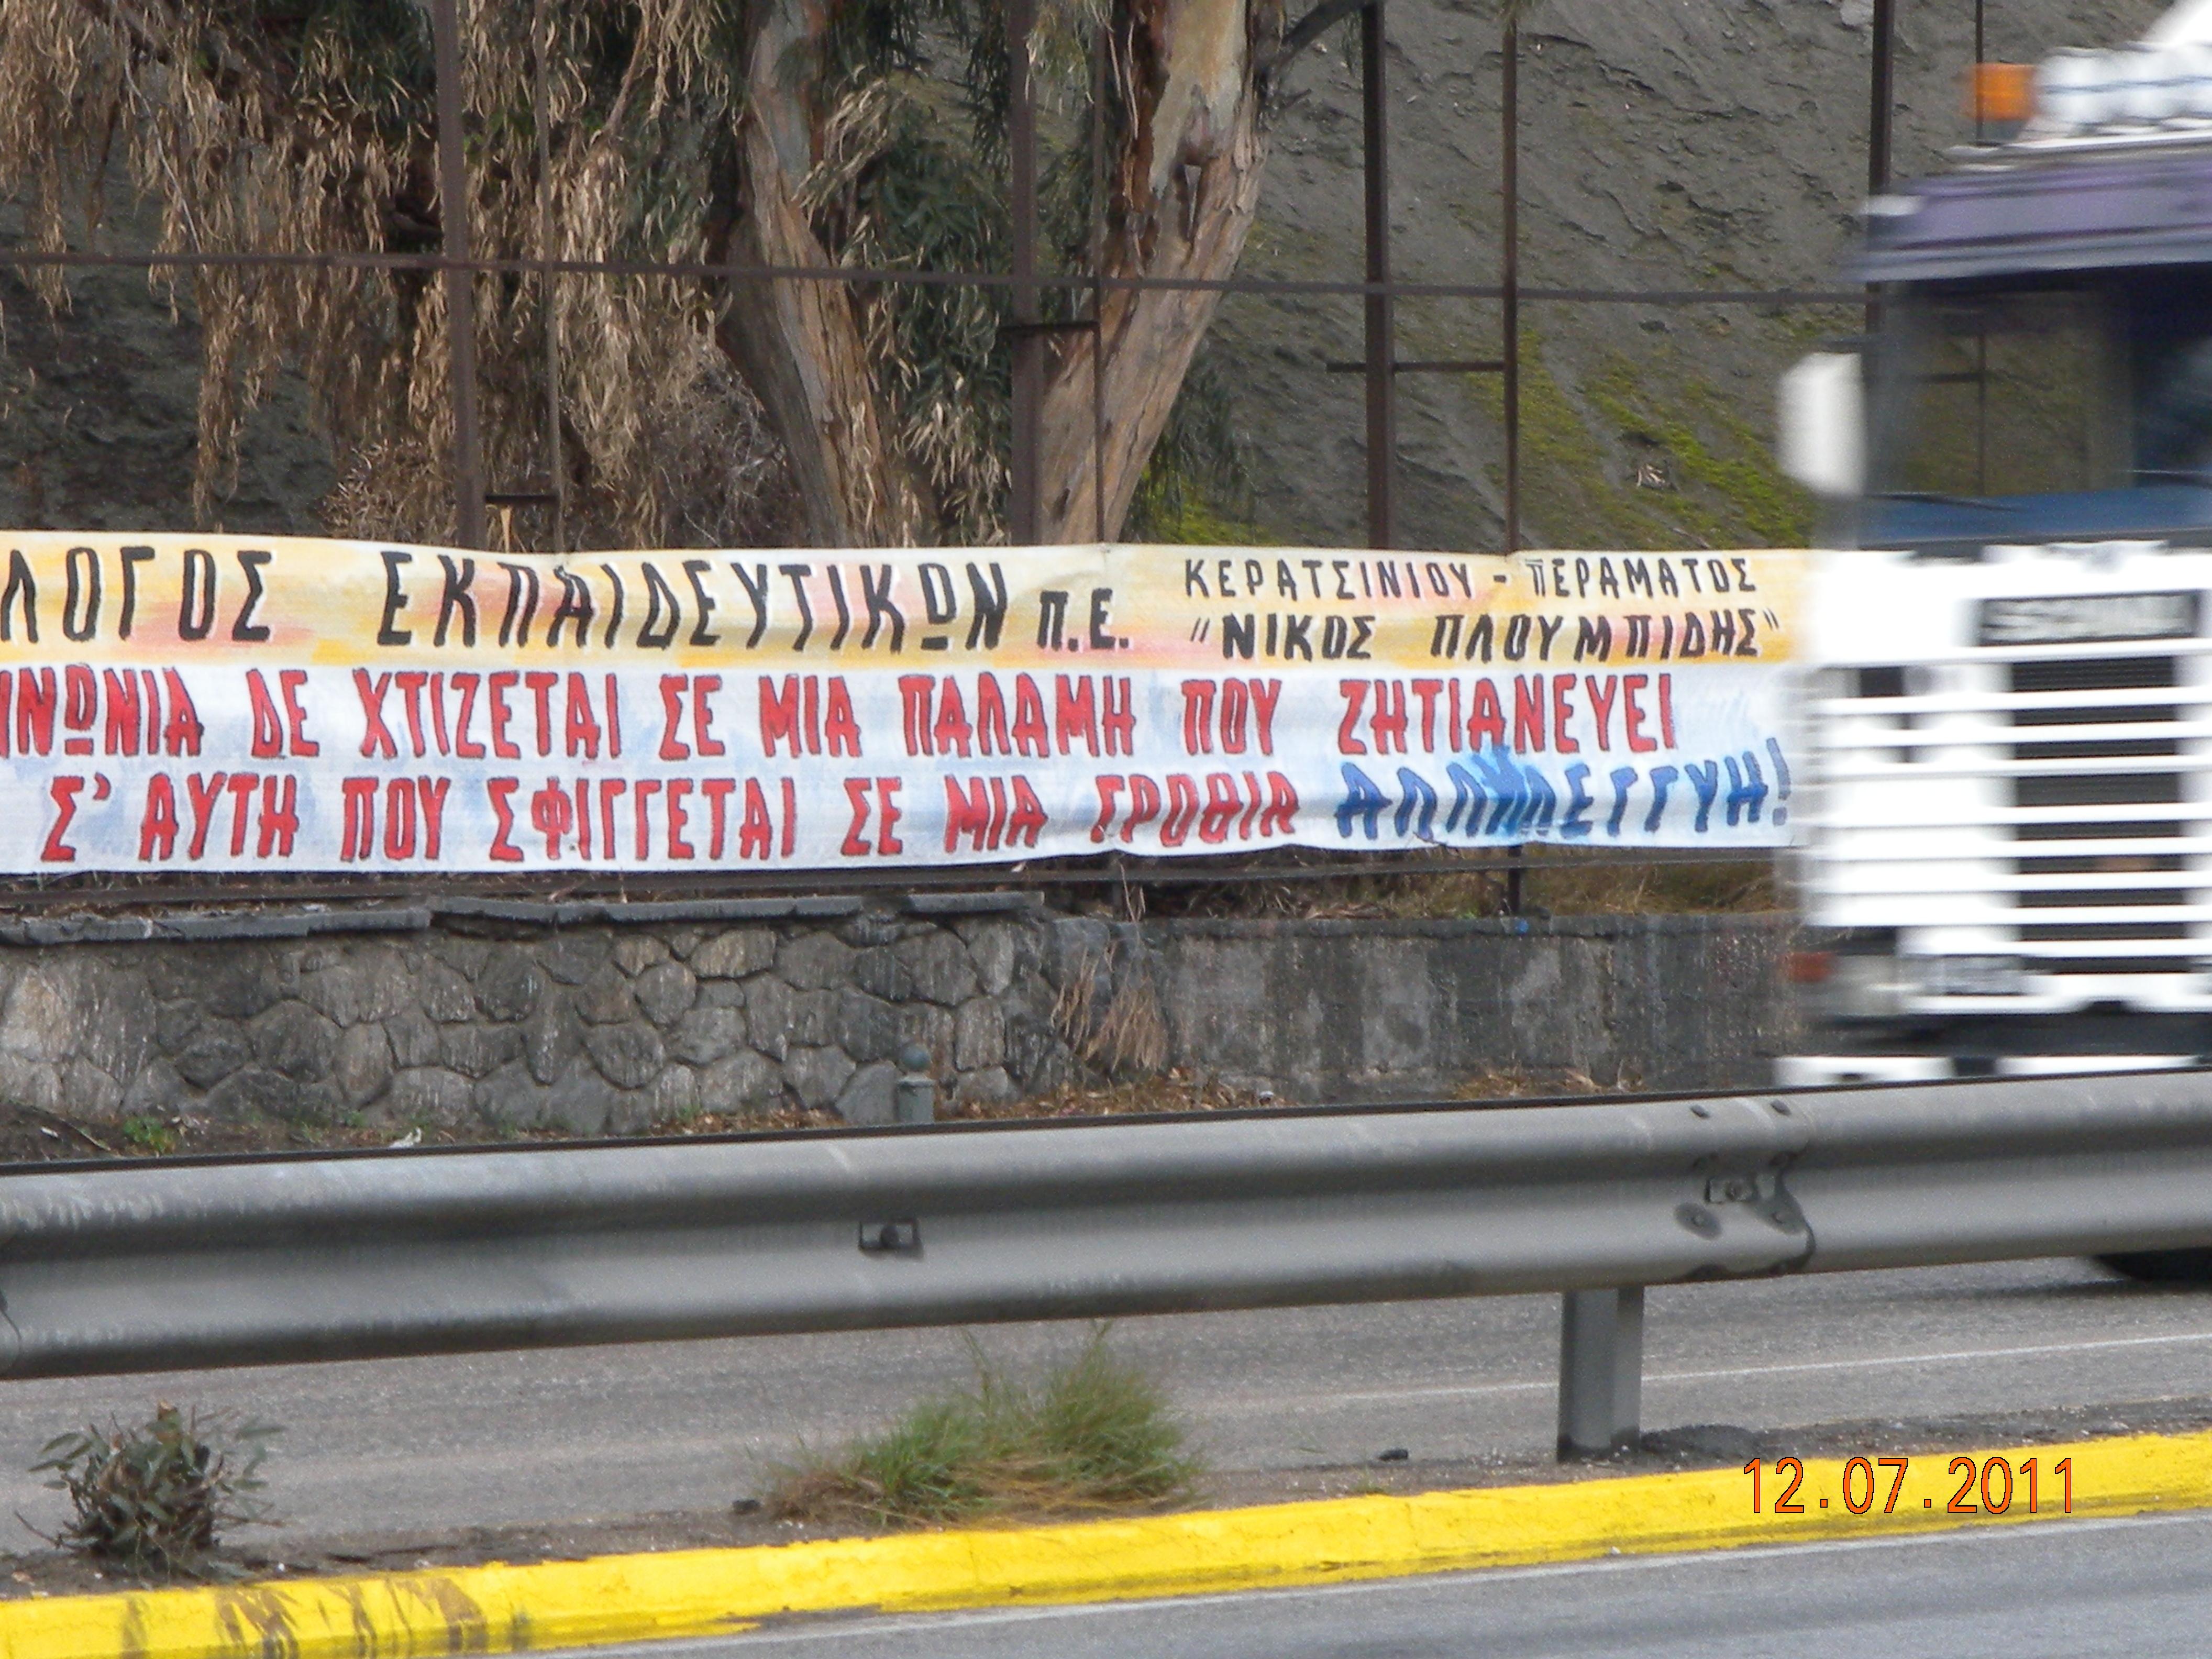 ΛΟΓΟΣ ΕΚΠΑΙΔΕΥΤΙΚΩΝ Π.Ε. ΚΕΡΑΤΣΙΝΙΟΥ - ΠΕΡΑΜΑΤΟΣ
"ΝΙΚΟΣ ΠΛΟΥΜΠΙΔΗΣ"
ΙΝΩΝΙΑ ΔΕ ΧΤΙΖΕΤΑΙ ΣΕ ΜΙΑ ΠΑΛΑΜΗ ΠΟΥ ΖΗΤΙΑΝΕΥΕΙ
Σ' ΑΥΤΗ ΠΟΥ ΣΦΙΓΓΕΤΑΙ ΣΕ ΜΙΑ ΓΡΟΘΙΑ ΑΛΛΗΛΕΓΓΥΗ!
12.07.2011